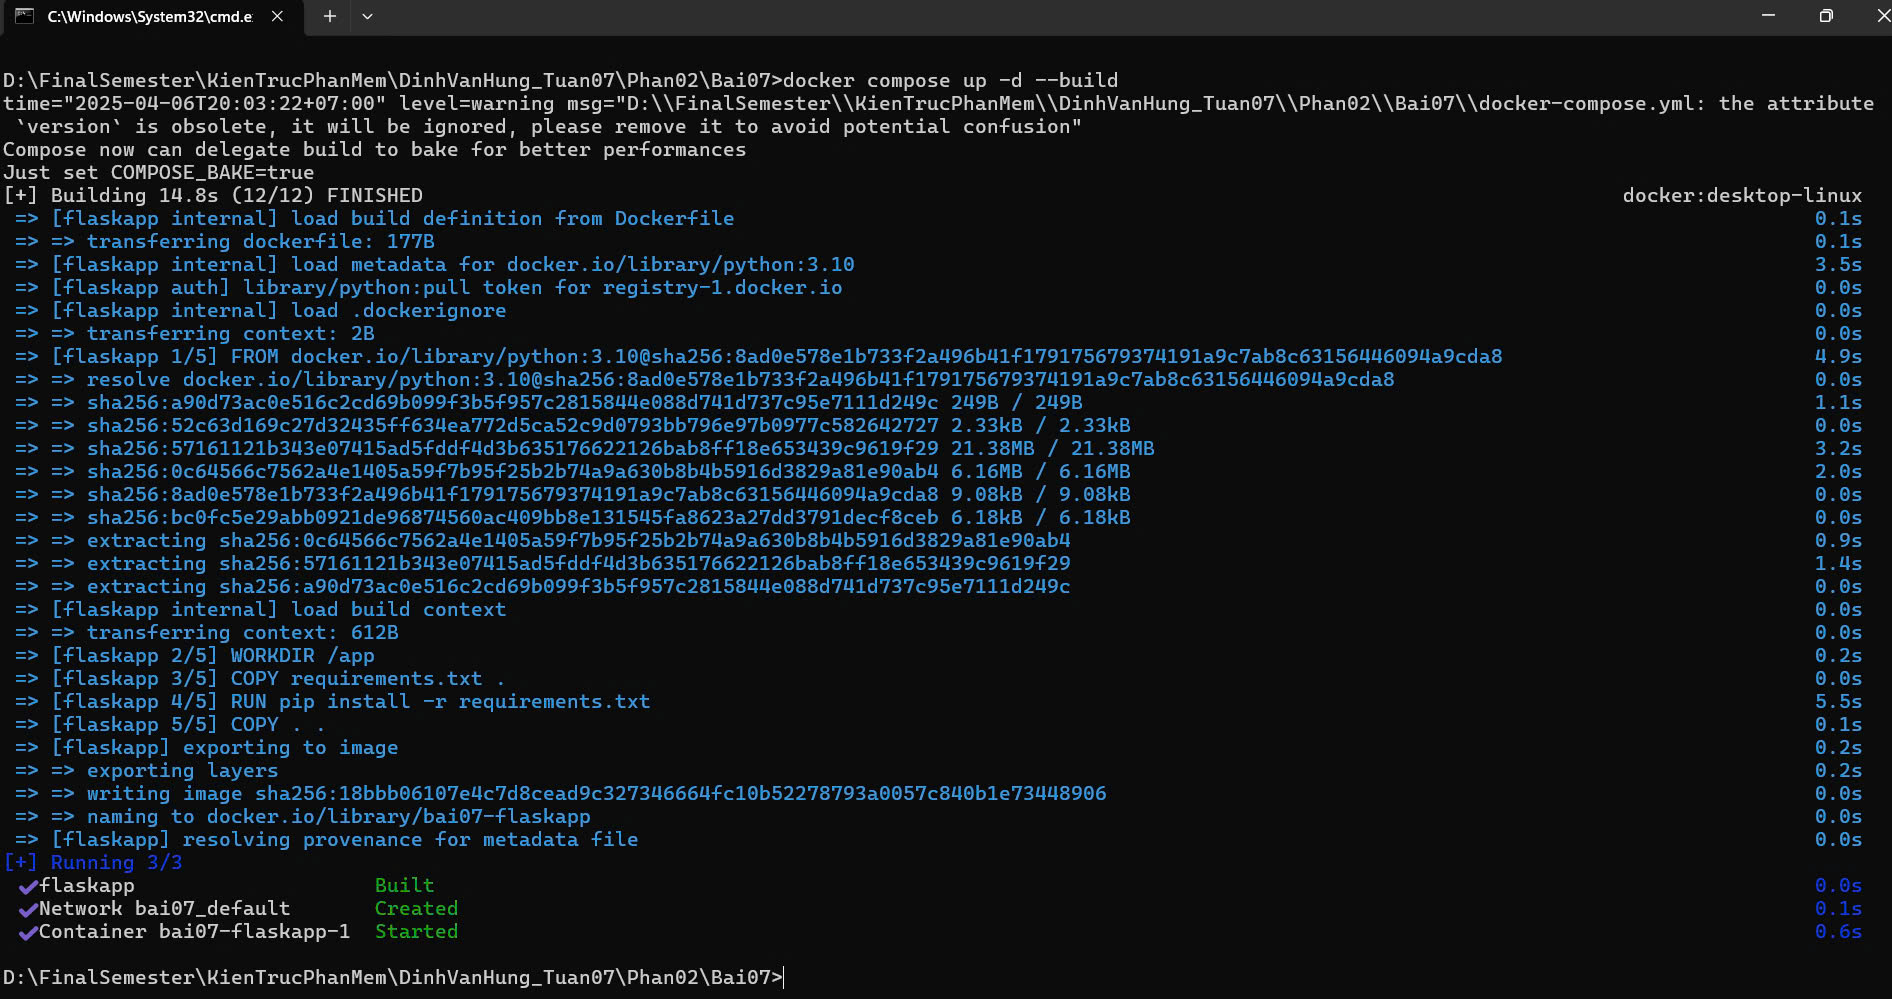 C:\Windows\System32\cmd.e
D:\FinalSemester\KienTrucPhanMem\DinhVanHung_Tuan07\Phan02\Bai07>docker compose up -d --build
time="2025-04-06T20:03:22+07:00" level=warning msg="D:\\FinalSemester\\KienTrucPhanMem\\DinhVanHung_Tuan07\\Phan02\\Bai07\\docker-compose.yml: the attribute
`version` is obsolete, it will be ignored, please remove it to avoid potential confusion"
Compose now can delegate build to bake for better performances
Just set COMPOSE_BAKE=true
[+] Building 14.8s (12/12) FINISHED docker:desktop-linux
=> [flaskapp internal] load build definition from Dockerfile 0.1s
=> => transferring dockerfile: 177B 0.1s
=> [flaskapp internal] load metadata for docker.io/library/python:3.10 3.5s
=> [flaskapp auth] library/python:pull token for registry-1.docker.io 0.0s
=> [flaskapp internal] load .dockerignore 0.0s
=> => transferring context: 2B 0.0s
=> [flaskapp 1/5] FROM docker.io/library/python:3.10@sha256:8ad0e578e1b733f2a496b41f179175679374191a9c7ab8c63156446094a9cda8 4.9s
=> => resolve docker.io/library/python:3.10@sha256:8ad0e578e1b733f2a496b41f179175679374191a9c7ab8c63156446094a9cda8 0.0s
=> => sha256:a90d73ac0e516c2cd69b099f3b5f957c2815844e088d741d737c95e7111d249c 249B / 249B 1.1s
=> => sha256:52c63d169c27d32435ff634ea772d5ca52c9d0793bb796e97b0977c582642727 2.33kB / 2.33kB 0.0s
=> => sha256:57161121b343e07415ad5fddf4d3b635176622126bab8ff18e653439c9619f29 21.38MB / 21.38MB 3.2s
=> => sha256:0c64566c7562a4e1405a59f7b95f25b2b74a9a630b8b4b5916d3829a81e90ab4 6.16MB / 6.16MB 2.0s
=> => sha256:8ad0e578e1b733f2a496b41f179175679374191a9c7ab8c63156446094a9cda8 9.08kB / 9.08kB 0.0s
=> => sha256:bc0fc5e29abb0921de96874560ac409bb8e131545fa8623a27dd3791decf8ceb 6.18kB / 6.18kB 0.0s
=> => extracting sha256:0c64566c7562a4e1405a59f7b95f25b2b74a9a630b8b4b5916d3829a81e90ab4 0.9s
=> => extracting sha256:57161121b343e07415ad5fddf4d3b635176622126bab8ff18e653439c9619f29 1.4s
=> => extracting sha256:a90d73ac0e516c2cd69b099f3b5f957c2815844e088d741d737c95e7111d249c 0.0s
=> [flaskapp internal] load build context 0.0s
=> => transferring context: 612B 0.0s
=> [flaskapp 2/5] WORKDIR /app 0.2s
=> [flaskapp 3/5] COPY requirements.txt . 0.0s
=> [flaskapp 4/5] RUN pip install -r requirements.txt 5.5s
=> [flaskapp 5/5] COPY . . 0.1s
=> [flaskapp] exporting to image 0.2s
=> => exporting layers 0.2s
=> => writing image sha256:18bbb06107e4c7d8cead9c327346664fc10b52278793a0057c840b1e73448906 0.0s
=> => naming to docker.io/library/bai07-flaskapp 0.0s
=> [flaskapp] resolving provenance for metadata file 0.0s
[+] Running 3/3
✔flaskapp Built 0.0s
✔Network bai07_default Created 0.1s
✔Container bai07-flaskapp-1 Started 0.6s
D:\FinalSemester\KienTrucPhanMem\DinhVanHung_Tuan07\Phan02\Bai07>